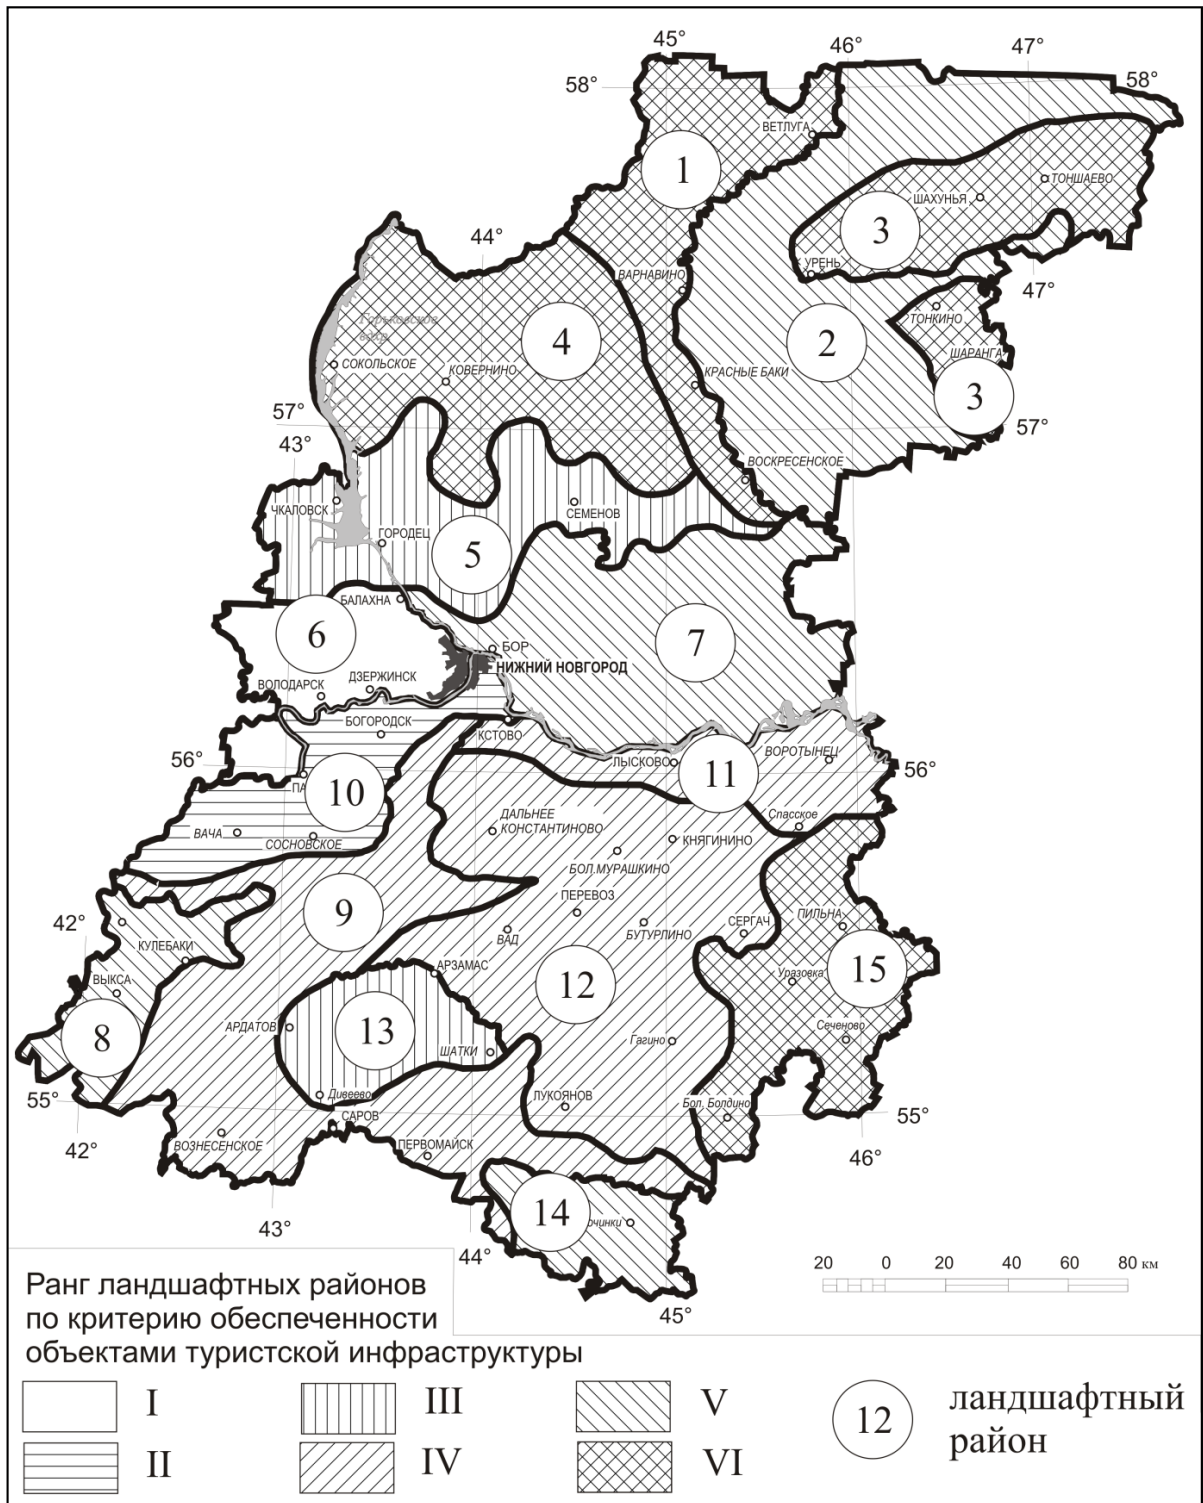 45°
46°
47°
58°
58°
ВЕТЛУГА
1
ТОНШАЕВО
ШАХУНЬЯ
3
44°
УРЕНЬ
ВАРНАВИНО
47°
ТОНКИНО
Горьковское
вдхр.
4
2
ШАРАНГА
СОКОЛЬСКОЕ
КОВЕРНИНО
КРАСНЫЕ БАКИ
3
57°
57°
43°
ВОСКРЕСЕНСКОЕ
ЧКАЛОВСК
СЕМЕНОВ
ГОРОДЕЦ
5
БАЛАХНА
6
7
БОР
НИЖНИЙ НОВГОРОД
ДЗЕРЖИНСК
ВОЛОДАРСК
БОГОРОДСК
КСТОВО
ВОРОТЫНЕЦ
ЛЫСКОВО
56°
11
56°
ПА
10
Спасское
ДАЛЬНЕЕ
КОНСТАНТИНОВО
ВАЧА
СОСНОВСКОЕ
КНЯГИНИНО
БОЛ.МУРАШКИНО
9
ПЕРЕВОЗ
42°
ПИЛЬНА
СЕРГАЧ
БУТУРЛИНО
ВАД
КУЛЕБАКИ
АРЗАМАС
15
ВЫКСА
Уразовка
12
АРДАТОВ
13
8
Сеченово
Гагино
ШАТКИ
Дивеево
ЛУКОЯНОВ
Бол. Болдино
55°
55°
САРОВ
ВОЗНЕСЕНСКОЕ
ПЕРВОМАЙСК
42°
46°
14
чинки
43°
44°
45°
20 0 20 40 60 80 км
Ранг ландшафтных районов
по критерию обеспеченности
объектами туристской инфраструктуры
I
III
V
12
ландшафтный
район
II
IV
VI